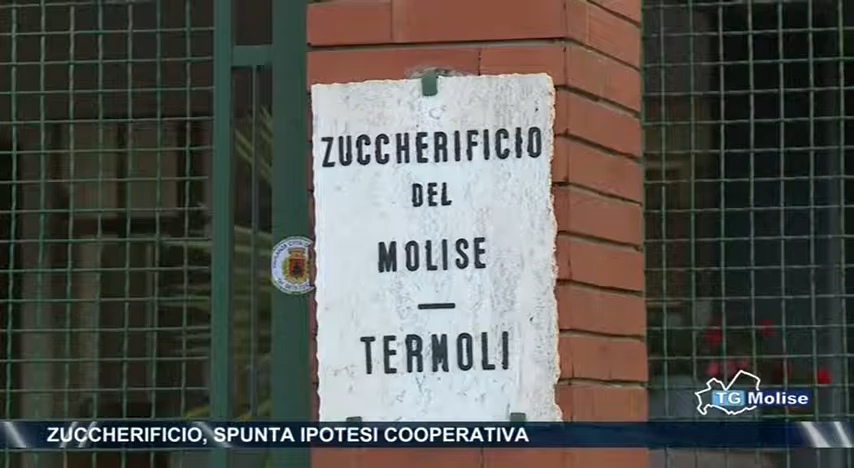 ZUCCHERIFICIO
DEL
MOLISE
—
TERMOLI
TG Molise
ZUCCHERIFICIO, SPUNTA IPOTESI COOPERATIVA